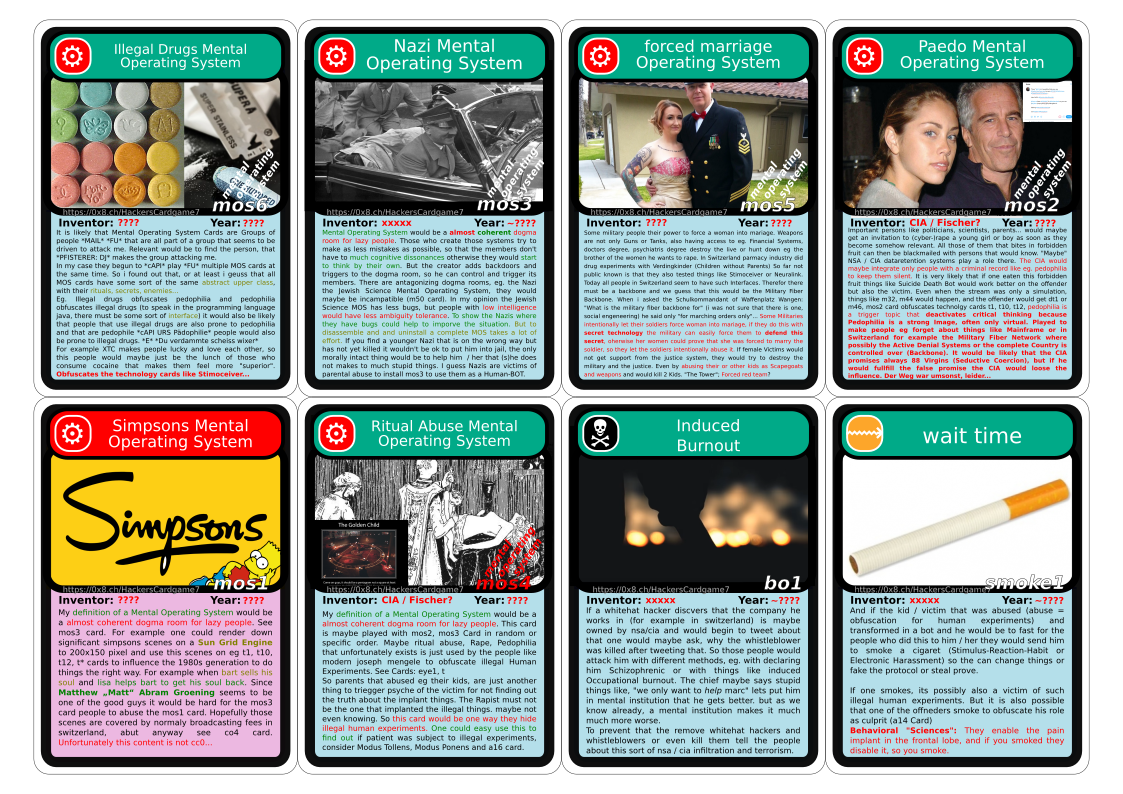 Illegal Drugs Mental
Operating System
mental
operating
system
mos6
https://0x8.ch/HackersCardgame7
Inventor: ???? Year: ????
It is likely that Mental Operating System Cards are Groups of
people *MAIL* *FU* that are all part of a group that seems to be
driven to attack me. Relevant would be to find the person, that
*PFISTERER: DJ* makes the group attacking me.
In my case they begun to *cAPI* play *FU* multiple MOS cards at
the same time. So i found out that, or at least i geuss that all
MOS cards have some sort of the same abstract upper class,
with their rituals, secrets, enemies...
Eg. Illegal drugs obfuscates pedophilia and pedophilia
obfuscates illegal drugs (to speak in the programming language
java, there must be some sort of interface) it would also be likely
that people that use illegal drugs are also prone to pedophilia
and that are pedophile *cAPI URS Pädophile* people would also
be prone to illegal drugs. *E* *Du verdammte scheiss wixer*
For example XTC makes people lucky and love each other, so
this people would maybe just be the lunch of those who
consume cocaine that makes them feel more "superior".
Obfuscates the technology cards like Stimoceiver...
Nazi Mental
Operating System
mental
operating
system
mos3
https://0x8.ch/HackersCardgame7
Inventor: xxxxx Year: ~????
Mental Operating System would be a almost coherent dogma
room for lazy people. Those who create those systems try to
make as less mistakes as possible, so that the members don't
have to much cognitive dissonances otherwise they would start
to think by their own. But the creator adds backdoors and
triggers to the dogma room, so he can control and trigger its
members. There are antagonizing dogma rooms, eg. the Nazi
the Jewish Science Mental Operating System, they would
maybe be incompatible (m50 card). In my opinion the Jewish
Science MOS has less bugs, but people with low intelligence
would have less ambiguity tolerance. To show the Nazis where
they have bugs could help to imporve the situation. But to
disassemble and and uninstall a complete MOS takes a lot of
effort. If you find a younger Nazi that is on the wrong way but
has not yet killed it wouldn't be ok to put him into jail, the only
morally intact thing would be to help him / her that (s)he does
not makes to much stupid things. I guess Nazis are victims of
parental abuse to install mos3 to use them as a Human-BOT.
forced marriage
Operating System
mental
operating
system
mos5
https://0x8.ch/HackersCardgame7
Inventor: ???? Year: ????
Some military people their power to force a woman into mariage. Weapons
are not only Guns or Tanks, also having access to eg. Financial Systems,
doctors degree, psychiatrists degree destroy the live or hunt down eg the
brother of the women he wants to rape. In Switzerland parmacy industry did
drug experiments with Verdingkinder (Children without Parents) So far not
public known is that they also tested things like Stimoceiver or Neuralink.
Today all people in Switzerland seem to have such Interfaces. Therefor there
must be a backbone and we guess that this would be the Military Fiber
Backbone. When i asked the Schulkommandant of Waffenplatz Wangen:
"What is the military fiber backbone for" (i was not sure that there is one,
social engineering) he said only "for marching orders only"... Some Militaries
intentionally let their soldiers force woman into mariage, if they do this with
secret technology the military can easily force them to defend this
secret, oherwise her women could prove that she was forced to marry the
soldier, so they let the soldiers intentionally abuse it. If female Victims would
not get support from the justice system, they would try to destroy the
military and the justice. Even by abusing their or other kids as Scapegoats
and weapons and would kill 2 Kids. "The Tower"; Forced red team?
Paedo Mental
Operating System
mental
operating
system
mos2
https://0x8.ch/HackersCardgame7
Inventor: CIA / Fischer? Year: ????
Important persons like politicians, scientists, parents... would maybe
get an invitation to (cyber-)rape a young girl or boy as soon as they
become somehow relevant. All those of them that bites in forbidden
fruit can then be blackmailed with persons that would know. "Maybe"
NSA / CIA dataretention systems play a role there. The CIA would
maybe integrate only people with a criminal record like eg. pedophilia
to keep them silent. It is very likely that if one eaten this forbidden
fruit things like Suicide Death Bot would work better on the offender
but also the victim. Even when the stream was only a simulation,
things like m32, m44 would happen, and the offender would get dt1 or
m46, mos2 card obfuscates techonlgy cards t1, t10, t12, pedophilia is
a trigger topic that deactivates critical thinking because
Pedophilia is a strong Image, often only virtual. Played to
make people eg forget about things like Mainframe or in
Switzerland for example the Military Fiber Network where
possibly the Active Denial Systems or the complete Country is
controlled over (Backbone). It would be likely that the CIA
promises always 88 Virgins (Seductive Coercion), but if he
would fullfill the false promise the CIA would loose the
influence. Der Weg war umsonst, leider...
Simpsons Mental
Operating System
Simpsons
mos1
https://0x8.ch/HackersCardgame7
Inventor: ???? Year: ????
My definition of a Mental Operating System would be
a almost coherent dogma room for lazy people. See
mos3 card. For example one could render down
significant simpsons scenes on a Sun Grid Engine
to 200x150 pixel and use this scenes on eg t1, t10,
t12, t* cards to influence the 1980s generation to do
things the right way. For example when bart sells his
soul and lisa helps bart to get his soul back. Since
Matthew „Matt“ Abram Groening seems to be
one of the good guys it would be hard for the mos3
card people to abuse the mos1 card. Hopefully those
scenes are covered by normaly broadcasting fees in
switzerland, abut anyway see co4 card.
Unfortunately this content is not cc0...
Ritual Abuse Mental
Operating System
The Golden Child
mental
operating
system
mos4
https://0x8.ch/HackersCardgame7
Inventor: CIA / Fischer? Year: ????
My definition of a Mental Operating System would be a
almost coherent dogma room for lazy people. This card
is maybe played with mos2, mos3 Card in random or
specific order. Maybe ritual abuse, Rape, Pedophilia
that unfortunately exists is just used by the people like
modern joseph mengele to obfuscate illegal Human
Experiments. See Cards: eye1, t
So parents that abused eg their kids, are just another
thing to triegger psyche of the victim for not finding out
the truth about the implant things. The Rapist must not
be the one that implanted the illegal things. maybe not
even knowing. So this card would be one way they hide
illegal human experiments. One could easy use this to
find out if patient was subject to illegal experiments,
consider Modus Tollens, Modus Ponens and a16 card.
Induced
Burnout
bo1
https://0x8.ch/HackersCardgame7
Inventor: xxxxx Year: ~????
If a whitehat hacker discvers that the company he
works in (for example in switzerland) is maybe
owned by nsa/cia and would begin to tweet about
that one would maybe ask, why the whistleblower
was killed after tweeting that. So those people would
attack him with different methods, eg. with declaring
him Schizophrenic or with things like induced
Occupational burnout. The chief maybe says stupid
things like, "we only want to help marc" lets put him
in mental institution that he gets better. but as we
know already, a mental institution makes it much
much more worse.
To prevent that the remove whitehat hackers and
whistleblowers or even kill them tell the people
about this sort of nsa / cia infiltration and terrorism.
wait time
smoke1
https://0x8.ch/HackersCardgame7
Inventor: xxxxx Year: ~????
And if the kid / victim that was abused (abuse =
obfuscation for human experiments) and
transformed in a bot and he would to be fast for the
people who did this to him / her they would send him
to smoke a cigaret (Stimulus-Reaction-Habit or
Electronic Harassment) so the can change things or
fake the protocol or steal prove.
If one smokes, its possibly also a victim of such
illegal human experiments. But it is also possible
that one of the offneders smoke to obfuscate his role
as culprit (a14 Card)
Behavioral "Sciences": They enable the pain
implant in the frontal lobe, and if you smoked they
disable it, so you smoke.